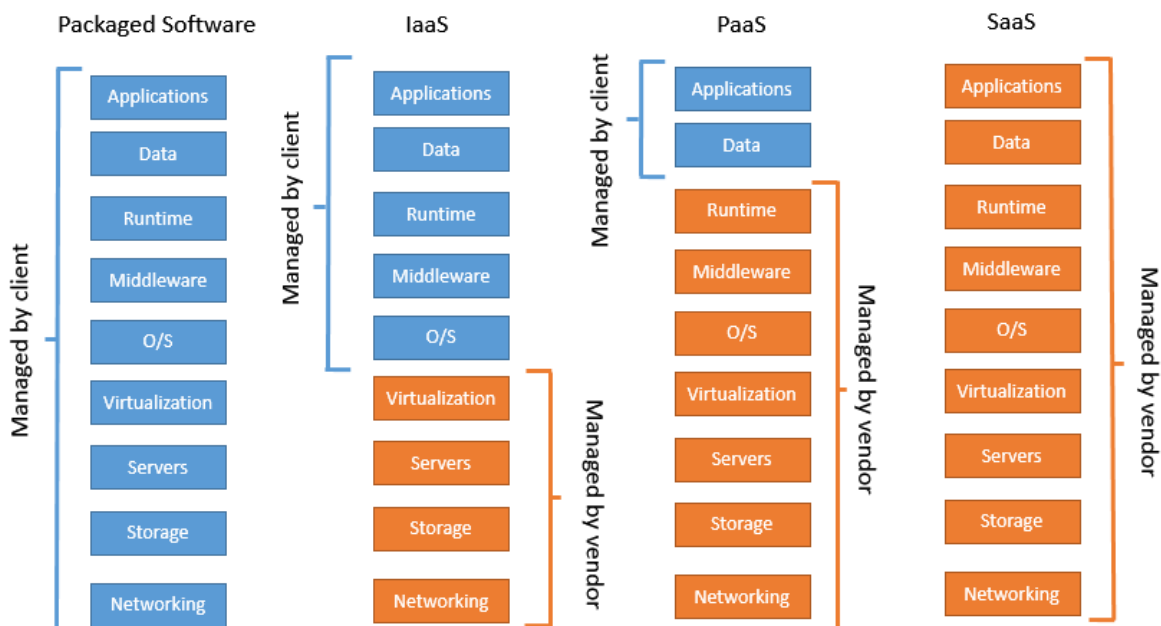 Packaged Software
Managed by client
Applications
Data
Runtime
Middleware
O/S
Virtualization
Servers
Storage
Networking
IaaS
Managed by client
Applications
Data
Runtime
Middleware
O/S
Virtualization
Servers
Storage
Networking
Managed by vendor
PaaS
Managed by client
Applications
Data
Runtime
Middleware
O/S
Virtualization
Servers
Storage
Networking
Managed by vendor
SaaS
Applications
Data
Runtime
Middleware
O/S
Virtualization
Servers
Storage
Networking
Managed by vendor